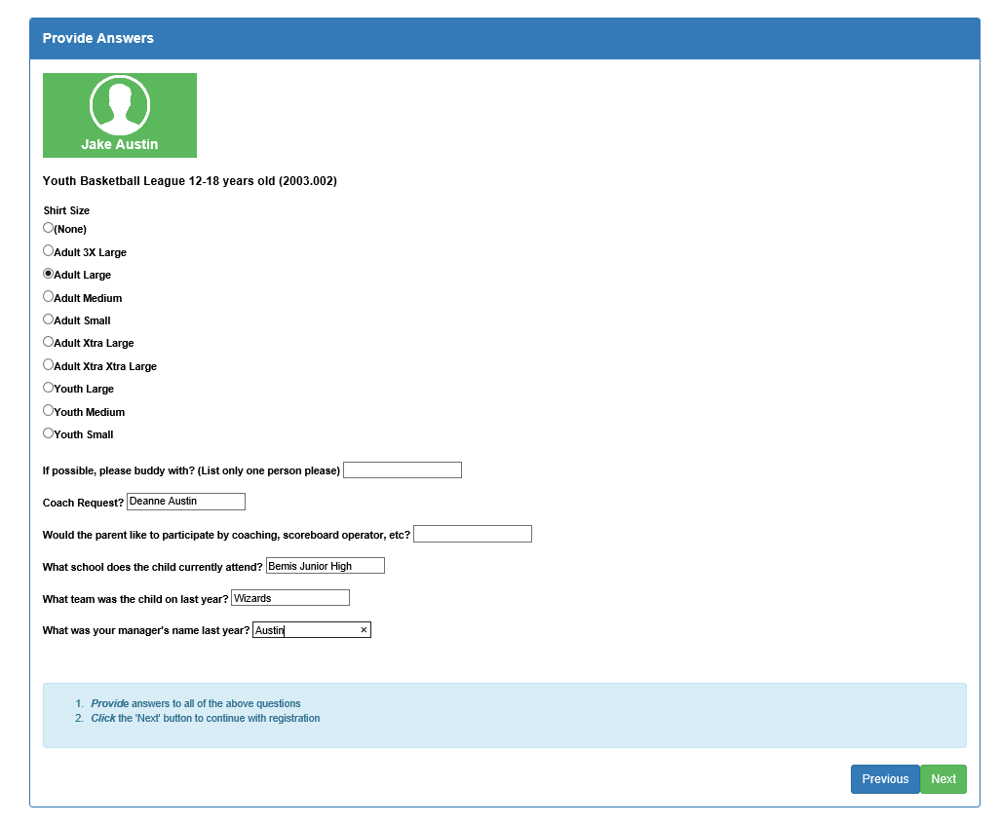 Provide Answers
Jake Austin
Youth Basketball League 12-18 years old (2003.002)
Shirt Size
(None)
Adult 3X Large
Adult Large
Adult Medium
Adult Small
Adult Xtra Large
Adult Xtra Xtra Large
Youth Large
Youth Medium
Youth Small
If possible, please buddy with? (List only one person please)
Coach Request? Deanne Austin
Would the parent like to participate by coaching, scoreboard operator, etc?
What school does the child currently attend? Bemis Junior High
What team was the child on last year? Wizards
What was your manager's name last year? Austin ×
1. Provide answers to all of the above questions
2. Click the 'Next' button to continue with registration
Previous Next